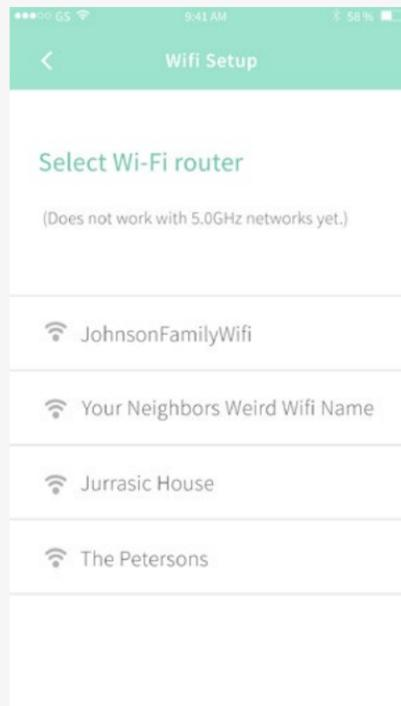 GS 9:41 AM 58%
Wifi Setup
Select Wi-Fi router
(Does not work with 5.0GHz networks yet.)
JohnsonFamilyWifi
Your Neighbors Weird Wifi Name
Jurrasic House
The Petersons